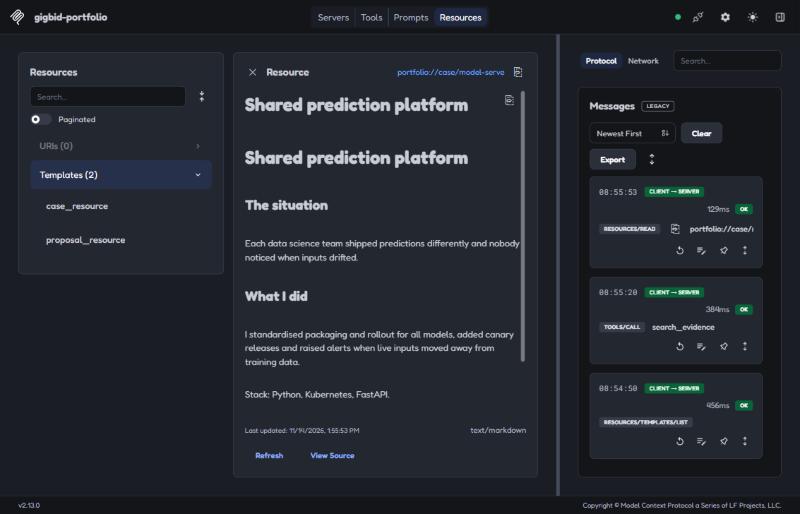 gigbid-portfolio
Servers Tools Prompts Resources
Resources
Search...
Paginated
URIs (0)
Templates (2)
case_resource
proposal_resource
Resource
portfolio://case/model-serve
Shared prediction platform
Shared prediction platform
The situation
Each data science team shipped predictions differently and nobody
noticed when inputs drifted.
What I did
I standardised packaging and rollout for all models, added canary
releases and raised alerts when live inputs moved away from
training data.
Stack: Python, Kubernetes, FastAPI.
Last updated: 11/14/2026, 1:55:53 PM
text/markdown
Refresh View Source
Protocol Network Search...
Messages LEGACY
Newest First Clear
Export
08:55:53 CLIENT → SERVER
129ms OK
RESOURCES/READ portfolio://case/
08:55:20 CLIENT → SERVER
384ms OK
TOOLS/CALL search_evidence
08:54:50 CLIENT → SERVER
456ms OK
RESOURCES/TEMPLATES/LIST
v2.13.0
Copyright © Model Context Protocol a Series of LF Projects, LLC.